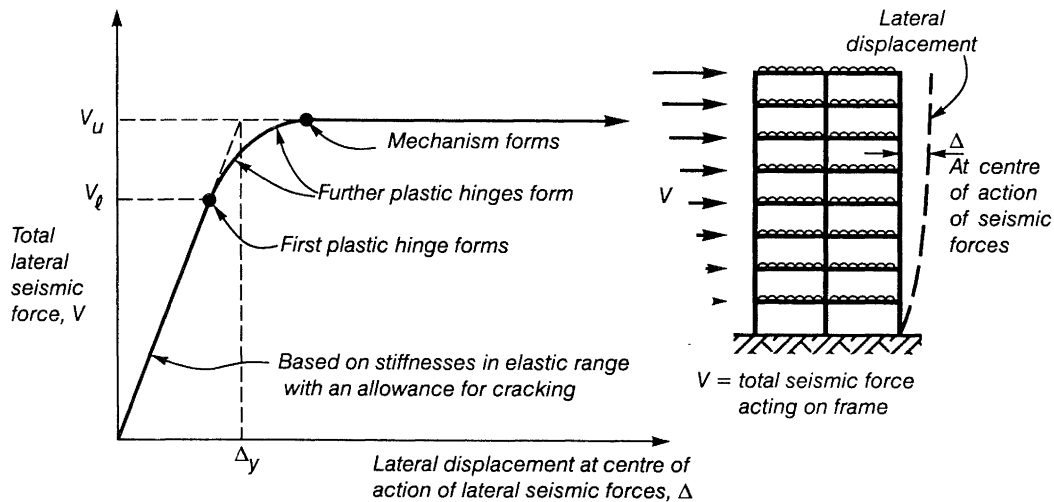 V_u
V_ℓ
Total
lateral
seismic
force, V
Mechanism forms
Further plastic hinges form
First plastic hinge forms
Based on stiffnesses in elastic range
with an allowance for cracking
Δ_y
Lateral displacement at centre of
action of lateral seismic forces, Δ
Lateral
displacement
V
Δ
At centre
of action
of seismic
forces
V = total seismic force
acting on frame